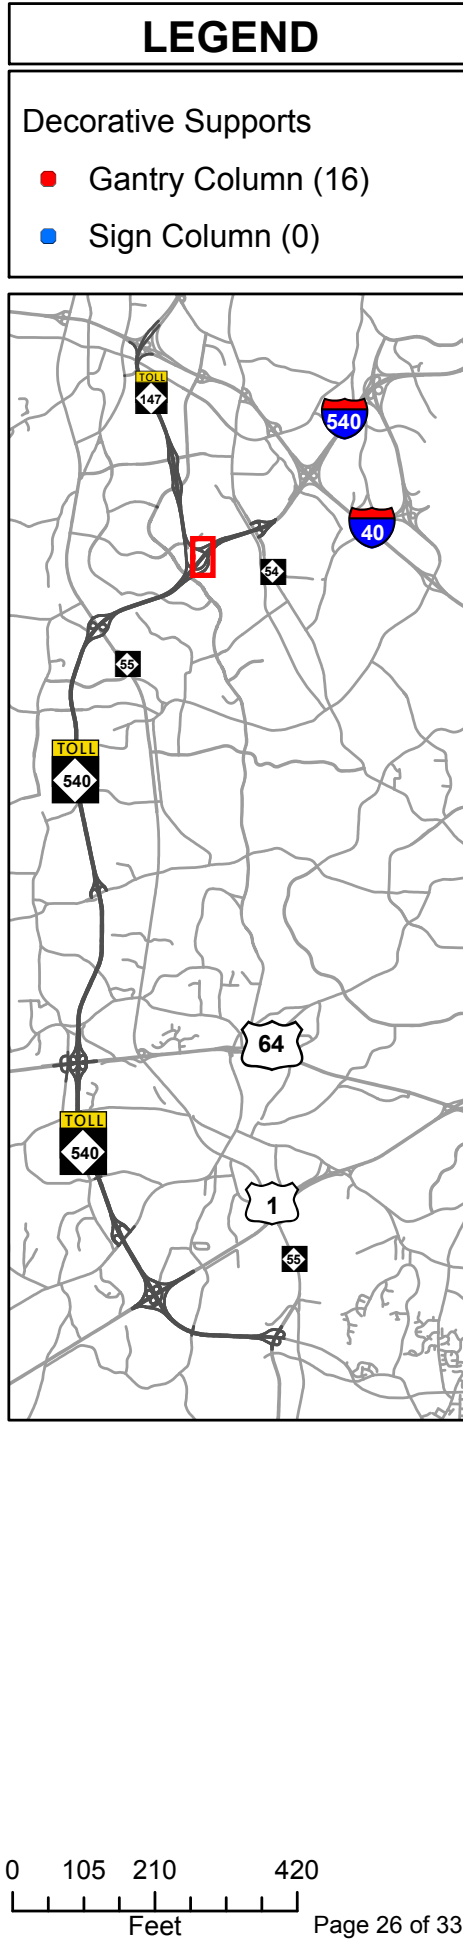 LEGEND
Decorative Supports
Gantry Column (16)
Sign Column (0)
TOLL
147
540
40
54
55
TOLL
540
64
TOLL
540
1
55
0 105 210 420
Feet
Page 26 of 33